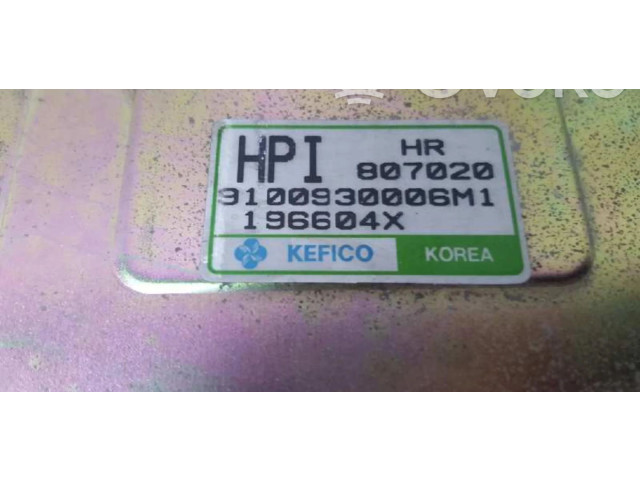 HPI HR
807020
9100930006M1
196604X
KEFICO KOREA